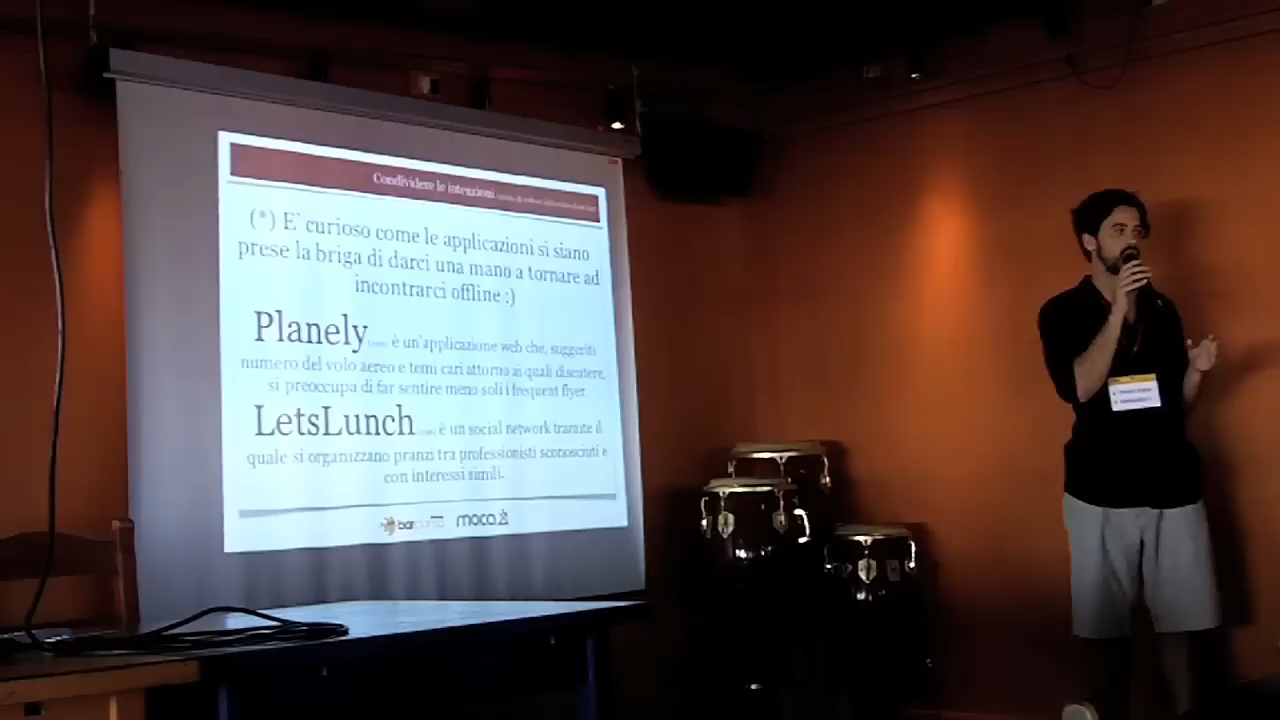 Condividere le intenzioni
(*) E' curioso come le applicazioni si siano
prese la briga di darci una mano a tornare ad
incontrarci offline :)
Planely è un'applicazione web che, suggeriti
numero del volo aereo e temi cari attorno ai quali discutere,
si preoccupa di far sentire meno soli i frequent flyer.
LetsLunch è un social network tramite il
quale si organizzano pranzi tra professionisti sconosciuti e
con interessi simili.
barcamp moca